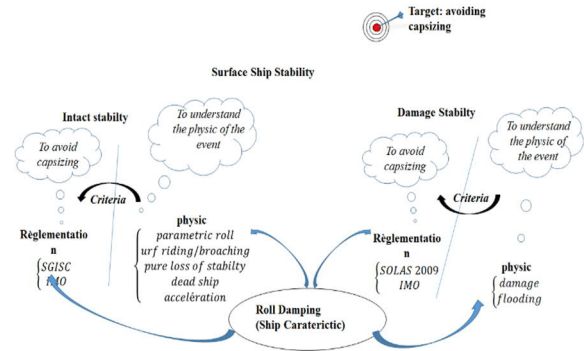 Target: avoiding
capsizing
Surface Ship Stability
Intact stabilty
Damage Stabilty
To avoid
capsizing
To understand
the physic of the
event
To avoid
capsizing
To understand
the physic of
the event
Criteria
Criteria
Règlementatio
n
SGISC
IMO
physic
parametric roll
urf riding/broaching
pure loss of stabilty
dead ship
accelération
Règlementatio
n
SOLAS 2009
IMO
physic
damage
flooding
Roll Damping
(Ship Caraterictic)